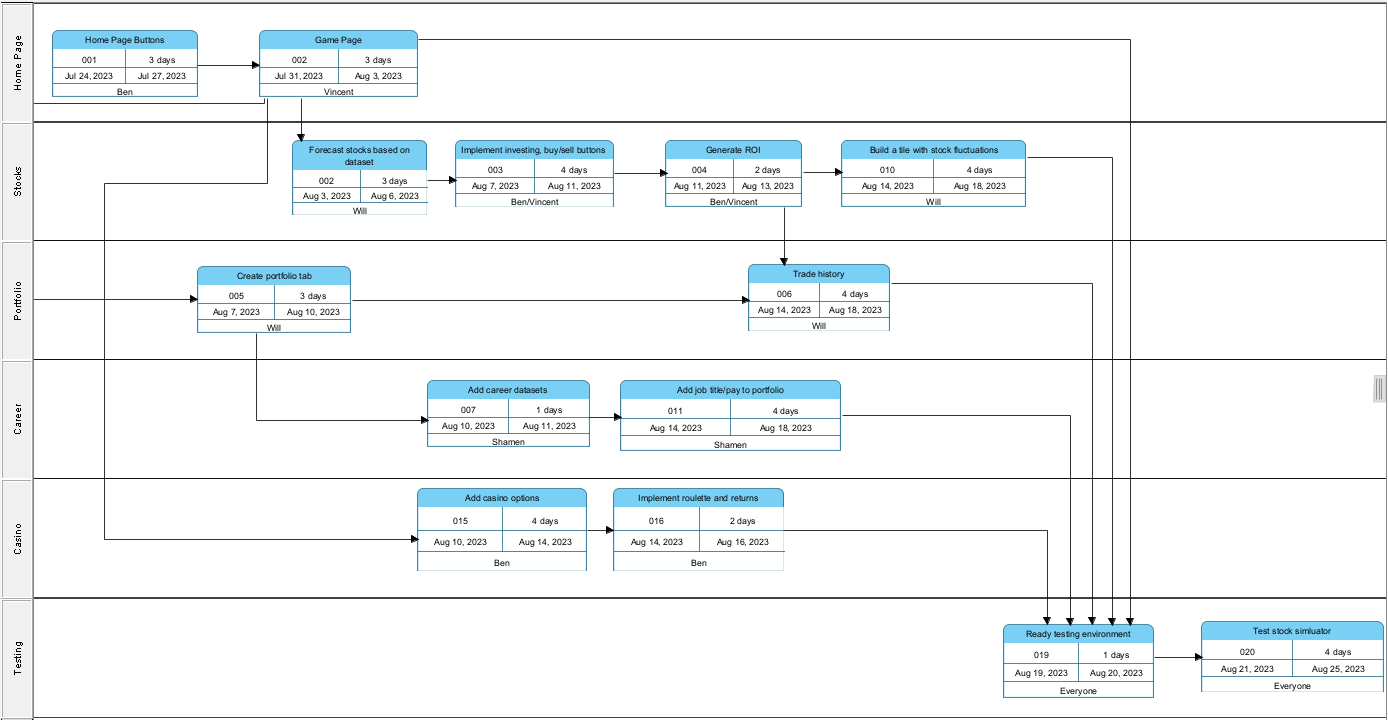 Home Page
Home Page Buttons
001 3 days
Jul 24, 2023 Jul 27, 2023
Ben
Game Page
002 3 days
Jul 31, 2023 Aug 3, 2023
Vincent
Stocks
Forecast stocks based on
dataset
002 3 days
Aug 3, 2023 Aug 6, 2023
Will
Implement investing, buy/sell buttons
003 4 days
Aug 7, 2023 Aug 11, 2023
Ben/Vincent
Generate ROI
004 2 days
Aug 11, 2023 Aug 13, 2023
Ben/Vincent
Build a tile with stock fluctuations
010 4 days
Aug 14, 2023 Aug 18, 2023
Will
Portfolio
Create portfolio tab
005 3 days
Aug 7, 2023 Aug 10, 2023
Will
Trade history
006 4 days
Aug 14, 2023 Aug 18, 2023
Will
Career
Add career datasets
007 1 days
Aug 10, 2023 Aug 11, 2023
Shamen
Add job title/pay to portfolio
011 4 days
Aug 14, 2023 Aug 18, 2023
Shamen
Casino
Add casino options
015 4 days
Aug 10, 2023 Aug 14, 2023
Ben
Implement roulette and returns
016 2 days
Aug 14, 2023 Aug 16, 2023
Ben
Testing
Ready testing environment
019 1 days
Aug 19, 2023 Aug 20, 2023
Everyone
Test stock simluator
020 4 days
Aug 21, 2023 Aug 25, 2023
Everyone